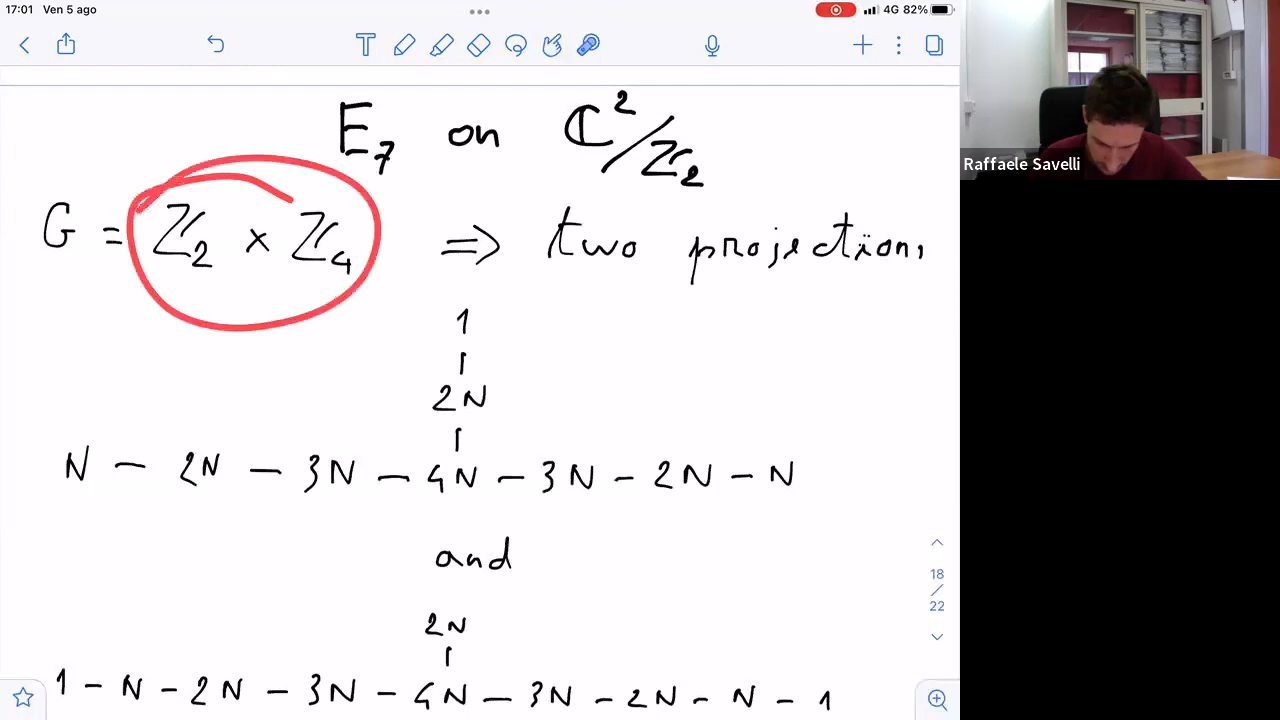 17:01 Ven 5 ago
4G 82%
E₇ on ℂ²/ℤ₂
G = ℤ₂ × ℤ₄ ⟹ two projections
1
2N
N - 2N - 3N - 4N - 3N - 2N - N
and
2N
1 - N - 2N - 3N - 4N - 3N - 2N - N - 1
18
/
22
T
Raffaele Savelli